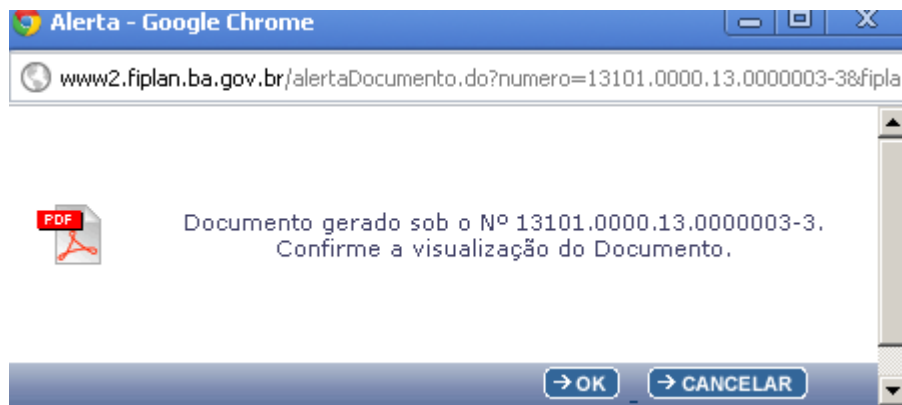 Alerta - Google Chrome
www2.fiplan.ba.gov.br/alertaDocumento.do?numero=13101.0000.13.0000003-3&fipla
PDF
Documento gerado sob o Nº 13101.0000.13.0000003-3.
Confirme a visualização do Documento.
OK
CANCELAR